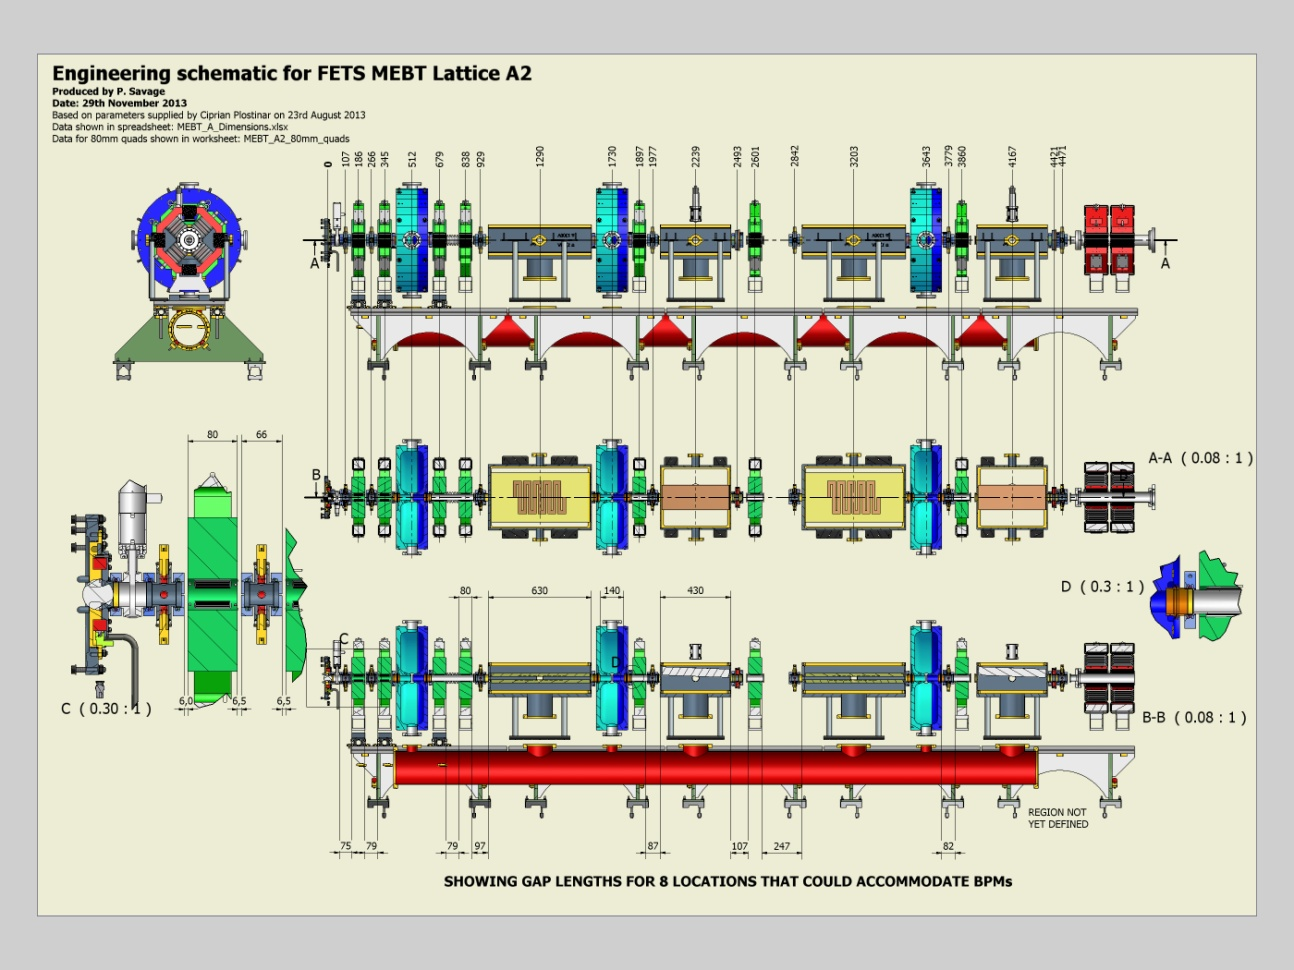 Engineering schematic for FETS MEBT Lattice A2
Produced by P. Savage
Date: 29th November 2013
Based on parameters supplied by Ciprian Plostinar on 23rd August 2013
Data shown in spreadsheet: MEBT_A_Dimensions.xlsx
Data for 80mm quads shown in worksheet: MEBT_A2_80mm_quads
0 107 186 266 345 512 679 838 929 1290 1730 1897 1977 2239 2493 2601 2842 3203 3643 3779 3860 4167 4421 4471
A A
80 66
B
A-A ( 0.08 : 1 )
D ( 0.3 : 1 )
80 630 140 430
C
D
6,0 6,5 6,5
C ( 0.30 : 1 )
B-B ( 0.08 : 1 )
REGION NOT
YET DEFINED
75 79 79 97 87 107 247 82
SHOWING GAP LENGTHS FOR 8 LOCATIONS THAT COULD ACCOMMODATE BPMs